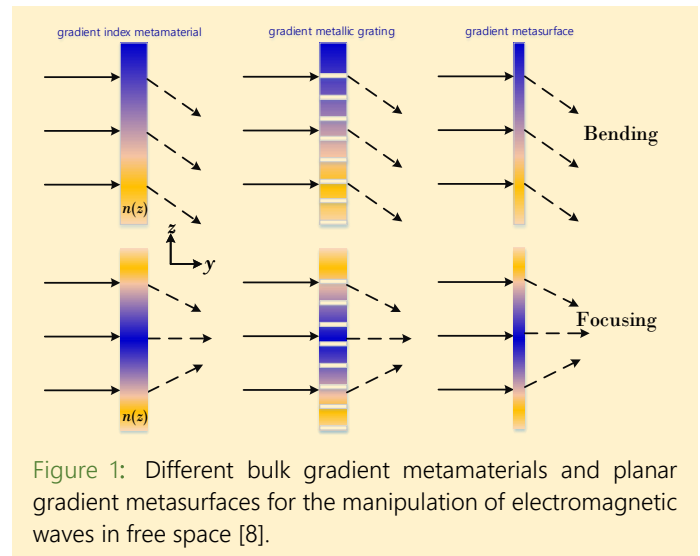 gradient index metamaterial gradient metallic grating gradient metasurface
Bending
n(z)
z
y
Focusing
n(z)
Figure 1: Different bulk gradient metamaterials and planar
gradient metasurfaces for the manipulation of electromagnetic
waves in free space [8].